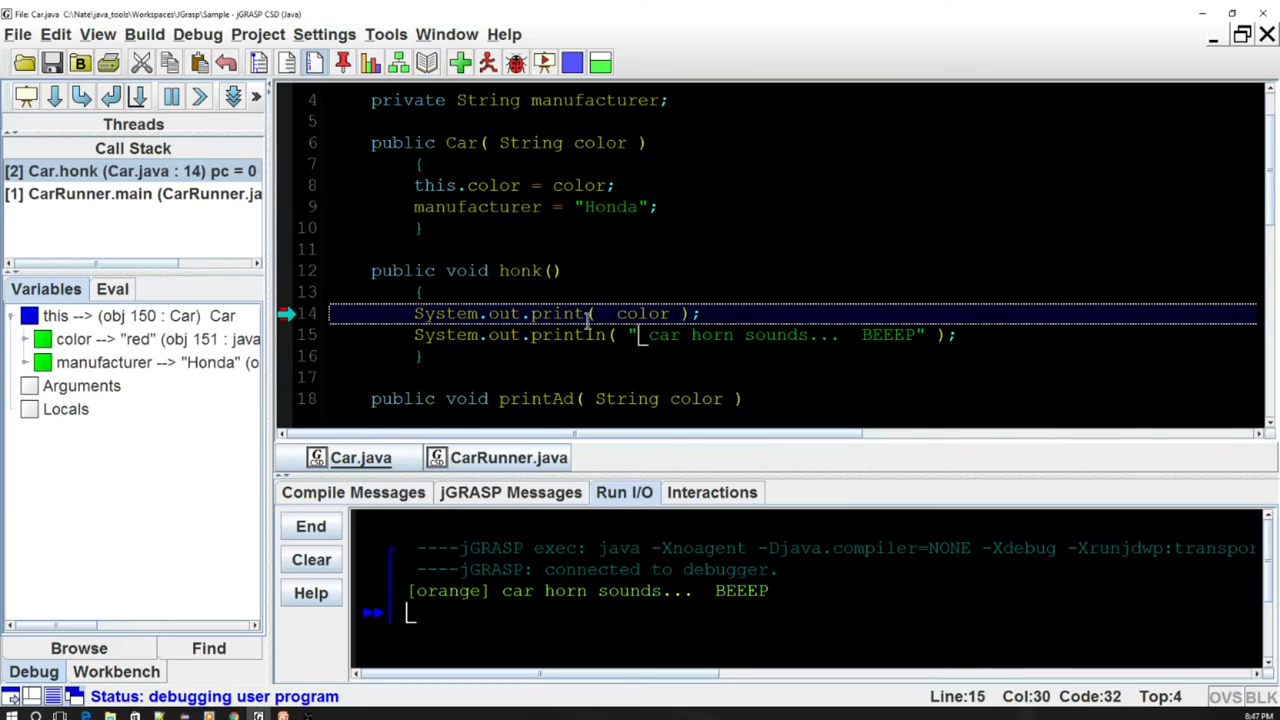 File: Car.java  C:\Nate\java_tools\Workspaces\JGrasp\Sample - jGRASP CSD (Java)
File Edit View Build Debug Project Settings Tools Window Help
Threads
Call Stack
[2] Car.honk (Car.java : 14) pc = 0
[1] CarRunner.main (CarRunner.ja
Variables Eval
this --> (obj 150 : Car)  Car
color --> "red" (obj 151 : java
manufacturer --> "Honda" (o
Arguments
Locals
Browse Find
Debug Workbench
4 private String manufacturer;
5
6 public Car( String color )
7 {
8 this.color = color;
9 manufacturer = "Honda";
10 }
11
12 public void honk()
13 {
14 System.out.print(  color );
15 System.out.println( " car horn sounds...  BEEEP" );
16 }
17
18 public void printAd( String color )
Car.java CarRunner.java
Compile Messages jGRASP Messages Run I/O Interactions
End
Clear
Help
----jGRASP exec: java -Xnoagent -Djava.compiler=NONE -Xdebug -Xrunjdwp:transpor
----jGRASP: connected to debugger.
[orange] car horn sounds...  BEEEP
Status: debugging user program
Line:15 Col:30 Code:32 Top:4 OVS BLK
8:47 PM